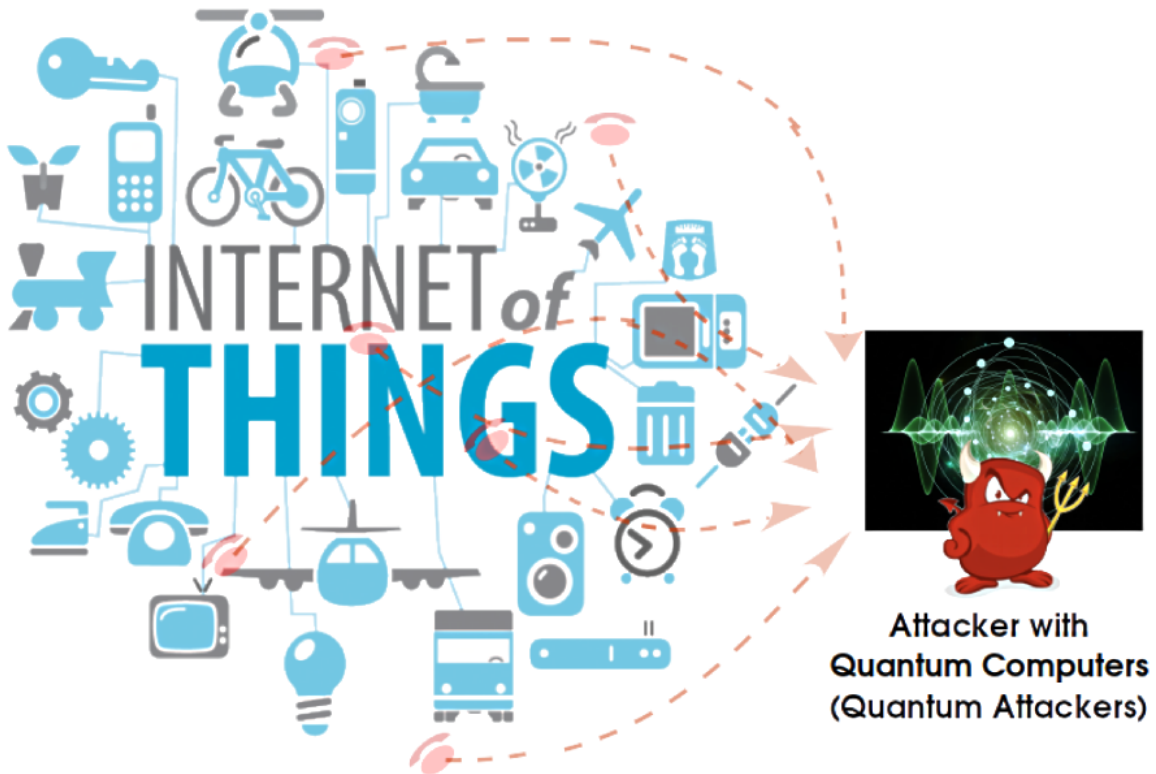 INTERNET of
THINGS
Attacker with
Quantum Computers
(Quantum Attackers)